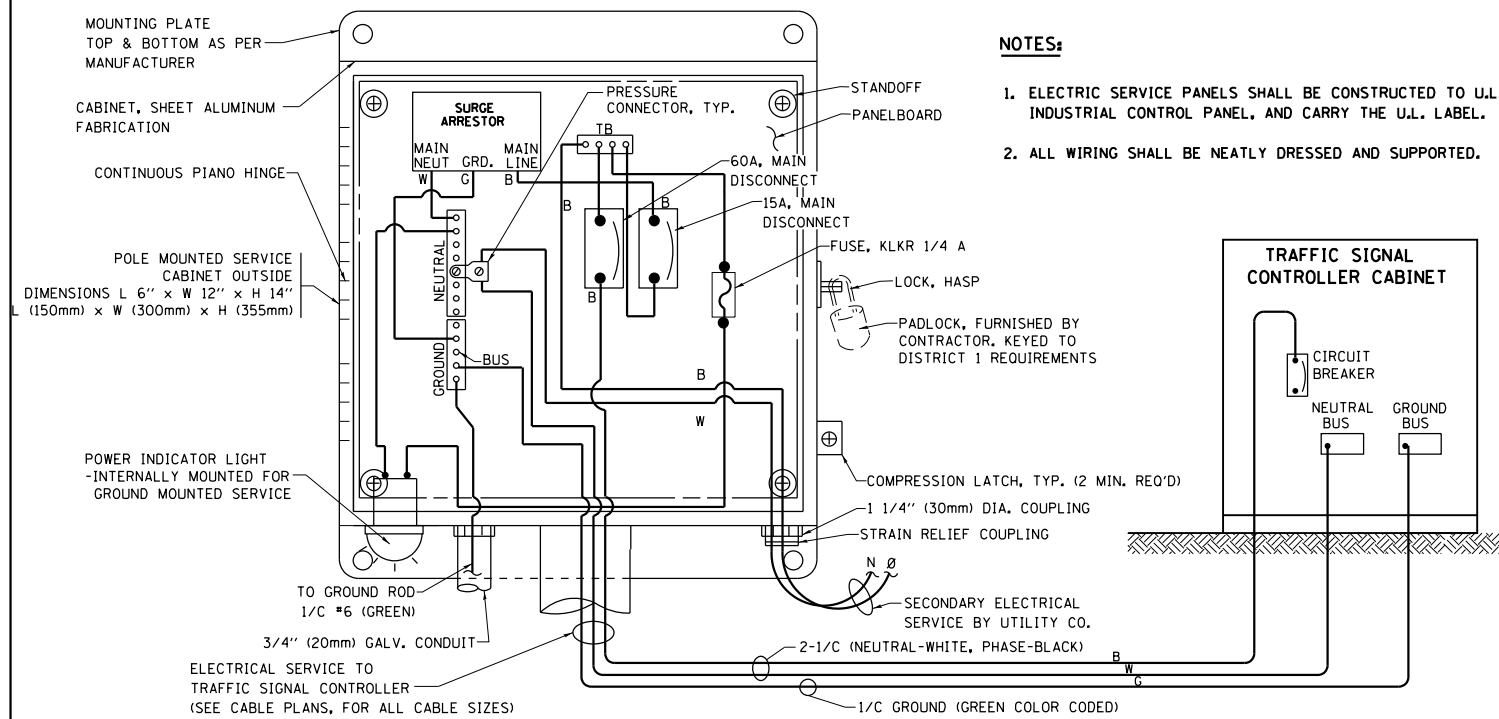 MOUNTING PLATE
TOP & BOTTOM AS PER
MANUFACTURER
CABINET, SHEET ALUMINUM
FABRICATION
CONTINUOUS PIANO HINGE
POLE MOUNTED SERVICE
CABINET OUTSIDE
DIMENSIONS L 6'' x W 12'' x H 14''
L (150mm) x W (300mm) x H (355mm)
POWER INDICATOR LIGHT
-INTERNALLY MOUNTED FOR
GROUND MOUNTED SERVICE
SURGE
ARRESTOR
MAIN
NEUT
GRD.
MAIN
LINE
W
G
B
PRESSURE
CONNECTOR, TYP.
TB
STANDOFF
PANELBOARD
60A, MAIN
DISCONNECT
15A, MAIN
DISCONNECT
B
B
B
FUSE, KLKR 1/4 A
LOCK, HASP
PADLOCK, FURNISHED BY
CONTRACTOR. KEYED TO
DISTRICT 1 REQUIREMENTS
NEUTRAL
GROUND
BUS
B
W
COMPRESSION LATCH, TYP. (2 MIN. REQ'D)
1 1/4'' (30mm) DIA. COUPLING
STRAIN RELIEF COUPLING
N Ø
SECONDARY ELECTRICAL
SERVICE BY UTILITY CO.
TO GROUND ROD
1/C #6 (GREEN)
3/4'' (20mm) GALV. CONDUIT
ELECTRICAL SERVICE TO
TRAFFIC SIGNAL CONTROLLER
(SEE CABLE PLANS, FOR ALL CABLE SIZES)
2-1/C (NEUTRAL-WHITE, PHASE-BLACK)
B
W
G
1/C GROUND (GREEN COLOR CODED)
NOTES:
1. ELECTRIC SERVICE PANELS SHALL BE CONSTRUCTED TO U.L.
INDUSTRIAL CONTROL PANEL, AND CARRY THE U.L. LABEL.
2. ALL WIRING SHALL BE NEATLY DRESSED AND SUPPORTED.
TRAFFIC SIGNAL
CONTROLLER CABINET
CIRCUIT
BREAKER
NEUTRAL
BUS
GROUND
BUS